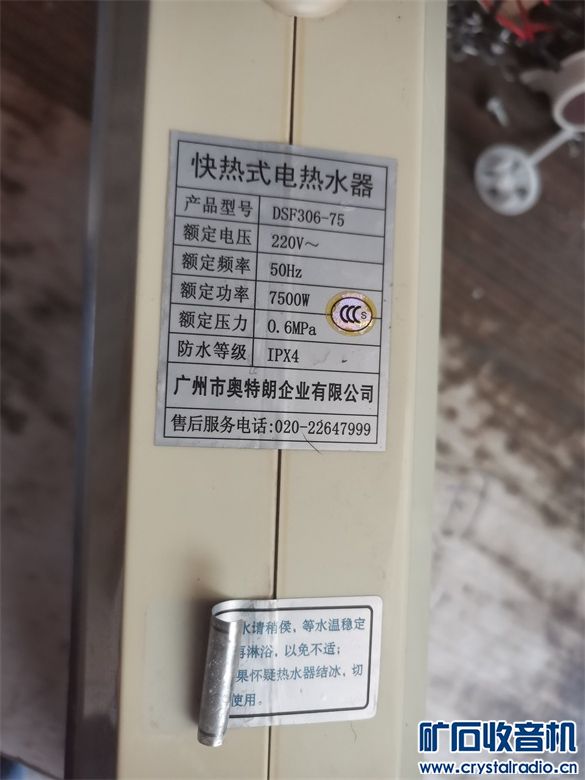 快热式电热水器
产品型号 DSF306-75
额定电压 220V～
额定频率 50Hz
额定功率 7500W
额定压力 0.6MPa
CCC S
防水等级 IPX4
广州市奥特朗企业有限公司
售后服务电话:020-22647999
水请稍侯，等水温稳定
再淋浴，以免不适；
果怀疑热水器结冰，切
使用。
矿石收音机
www.crystalradio.cn